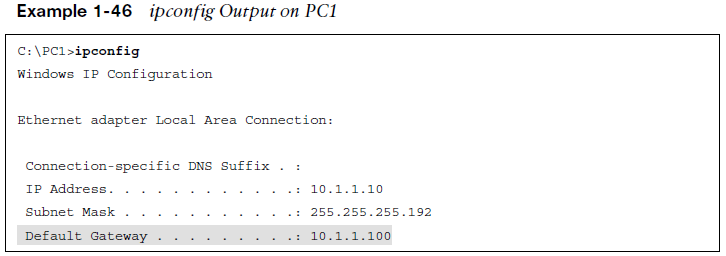 Example 1-46 ipconfig Output on PC1
C:\PC1>ipconfig
Windows IP Configuration
Ethernet adapter Local Area Connection:
Connection-specific DNS Suffix . :
IP Address. . . . . . . . . . . .: 10.1.1.10
Subnet Mask . . . . . . . . . . .: 255.255.255.192
Default Gateway . . . . . . . . .: 10.1.1.100